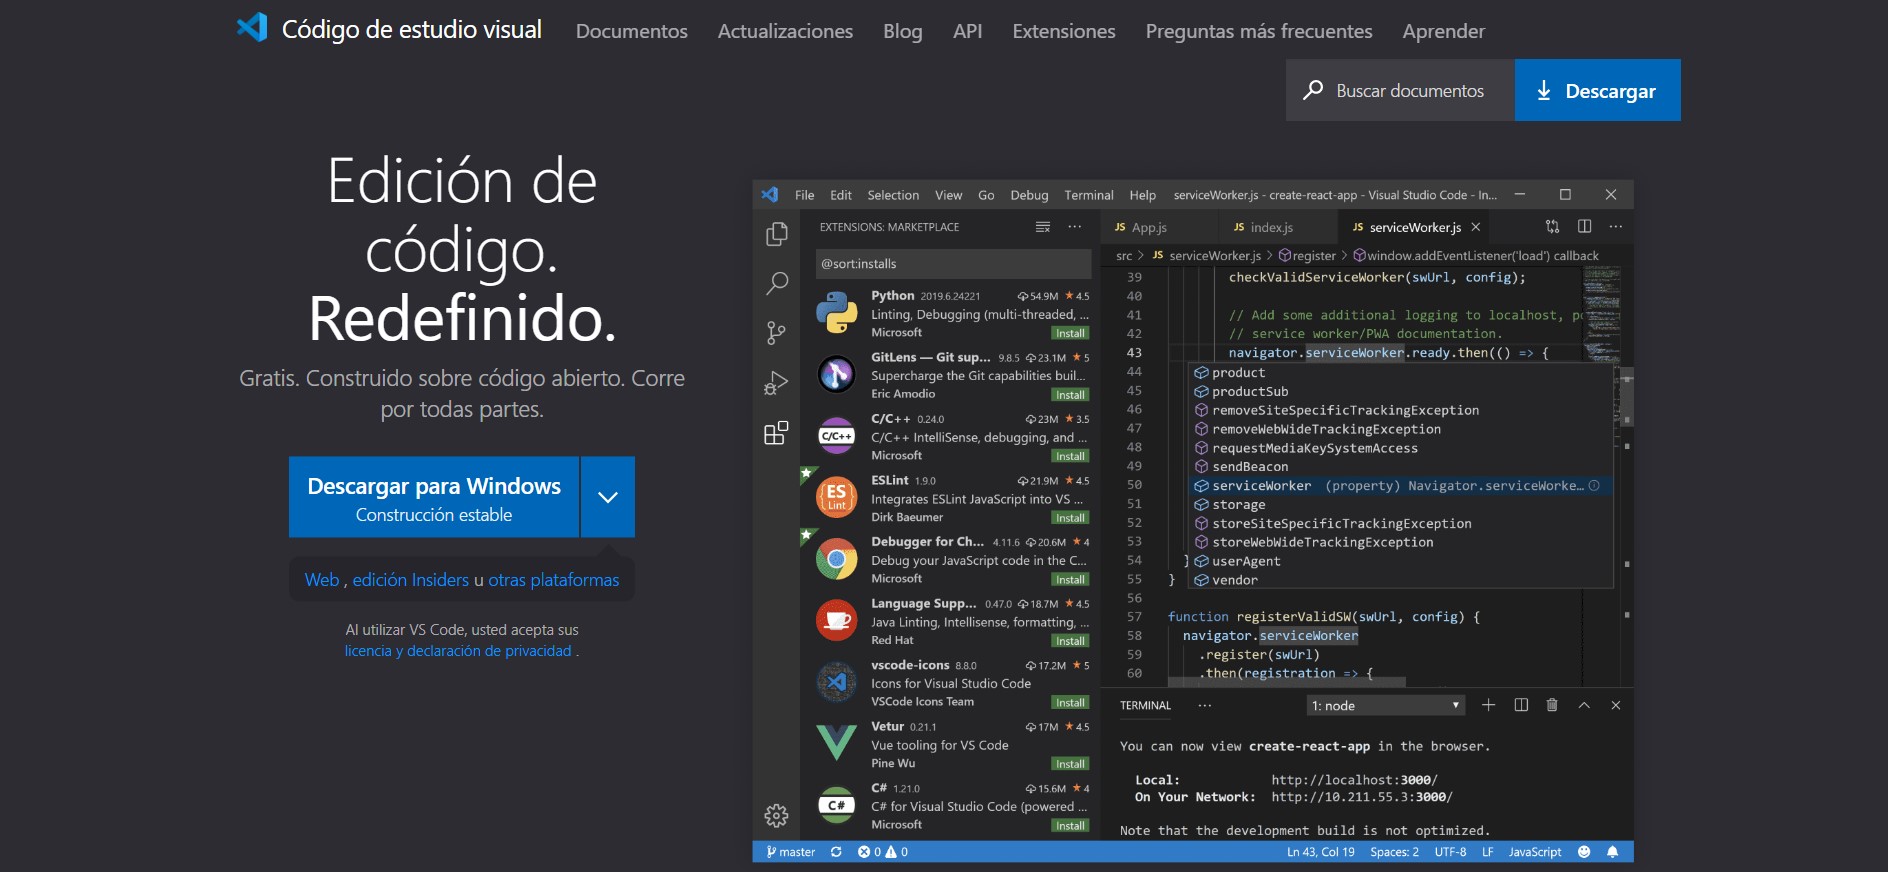 Código de estudio visual Documentos Actualizaciones Blog API Extensiones Preguntas más frecuentes Aprender
Buscar documentos Descargar
Edición de
código.
Redefinido.
Gratis. Construido sobre código abierto. Corre
por todas partes.
Descargar para Windows
Construcción estable
Web , edición Insiders u otras plataformas
Al utilizar VS Code, usted acepta sus
licencia y declaración de privacidad .
File Edit Selection View Go Debug Terminal Help serviceWorker.js - create-react-app - Visual Studio Code - In...
EXTENSIONS: MARKETPLACE
@sort:installs
Python 2019.6.24221 54.9M ★ 4.5
Linting, Debugging (multi-threaded, ...
Microsoft Install
GitLens — Git sup... 9.8.5 23.1M ★ 5
Supercharge the Git capabilities buil...
Eric Amodio Install
C/C++
C/C++ 0.24.0 23M ★ 3.5
C/C++ IntelliSense, debugging, and ...
Microsoft Install
ES
Lint
ESLint 1.9.0 21.9M ★ 4.5
Integrates ESLint JavaScript into VS ...
Dirk Baeumer Install
Debugger for Ch... 4.11.6 20.6M ★ 4
Debug your JavaScript code in the C...
Microsoft Install
Language Supp... 0.47.0 18.7M ★ 4.5
Java Linting, Intellisense, formatting, ...
Red Hat Install
vscode-icons 8.8.0 17.2M ★ 5
Icons for Visual Studio Code
VSCode Icons Team Install
Vetur 0.21.1 17M ★ 4.5
Vue tooling for VS Code
Pine Wu Install
C#
C# 1.21.0 15.6M ★ 4
C# for Visual Studio Code (powered ...
Microsoft Install
JS App.js JS index.js JS serviceWorker.js
src > JS serviceWorker.js > register > window.addEventListener('load') callback
39 checkValidServiceWorker(swUrl, config);
40
41 // Add some additional logging to localhost, po
42 // service worker/PWA documentation.
43 navigator.serviceWorker.ready.then(() => {
44 product
45 productSub
46 removeSiteSpecificTrackingException
47 removeWebWideTrackingException
48 requestMediaKeySystemAccess
49 sendBeacon
50 serviceWorker (property) Navigator.serviceWorke...
51 storage
52 storeSiteSpecificTrackingException
53 storeWebWideTrackingException
54 } userAgent
55 } vendor
56
57 function registerValidSW(swUrl, config) {
58 navigator.serviceWorker
59 .register(swUrl)
60 .then(registration => {
TERMINAL ... 1: node
You can now view create-react-app in the browser.
Local: http://localhost:3000/
On Your Network: http://10.211.55.3:3000/
Note that the development build is not optimized.
master 0 0 Ln 43, Col 19 Spaces: 2 UTF-8 LF JavaScript